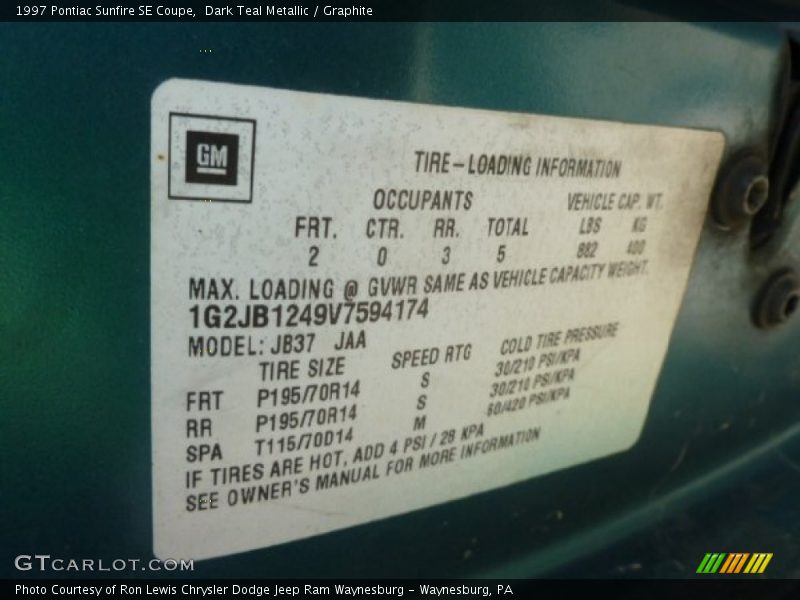 1997 Pontiac Sunfire SE Coupe, Dark Teal Metallic / Graphite
GM
TIRE-LOADING INFORMATION
OCCUPANTS VEHICLE CAP. WT.
FRT. CTR. RR. TOTAL LBS KG
2 0 3 5 882 400
MAX. LOADING @ GVWR SAME AS VEHICLE CAPACITY WEIGHT.
1G2JB1249V7594174
MODEL: JB37 JAA
TIRE SIZE SPEED RTG COLD TIRE PRESSURE
FRT P195/70R14 S 30/210 PSI/KPA
RR P195/70R14 S 30/210 PSI/KPA
SPA T115/70D14 M 60/420 PSI/KPA
IF TIRES ARE HOT, ADD 4 PSI / 28 KPA
SEE OWNER'S MANUAL FOR MORE INFORMATION
GTCARLOT.COM
Photo Courtesy of Ron Lewis Chrysler Dodge Jeep Ram Waynesburg - Waynesburg, PA